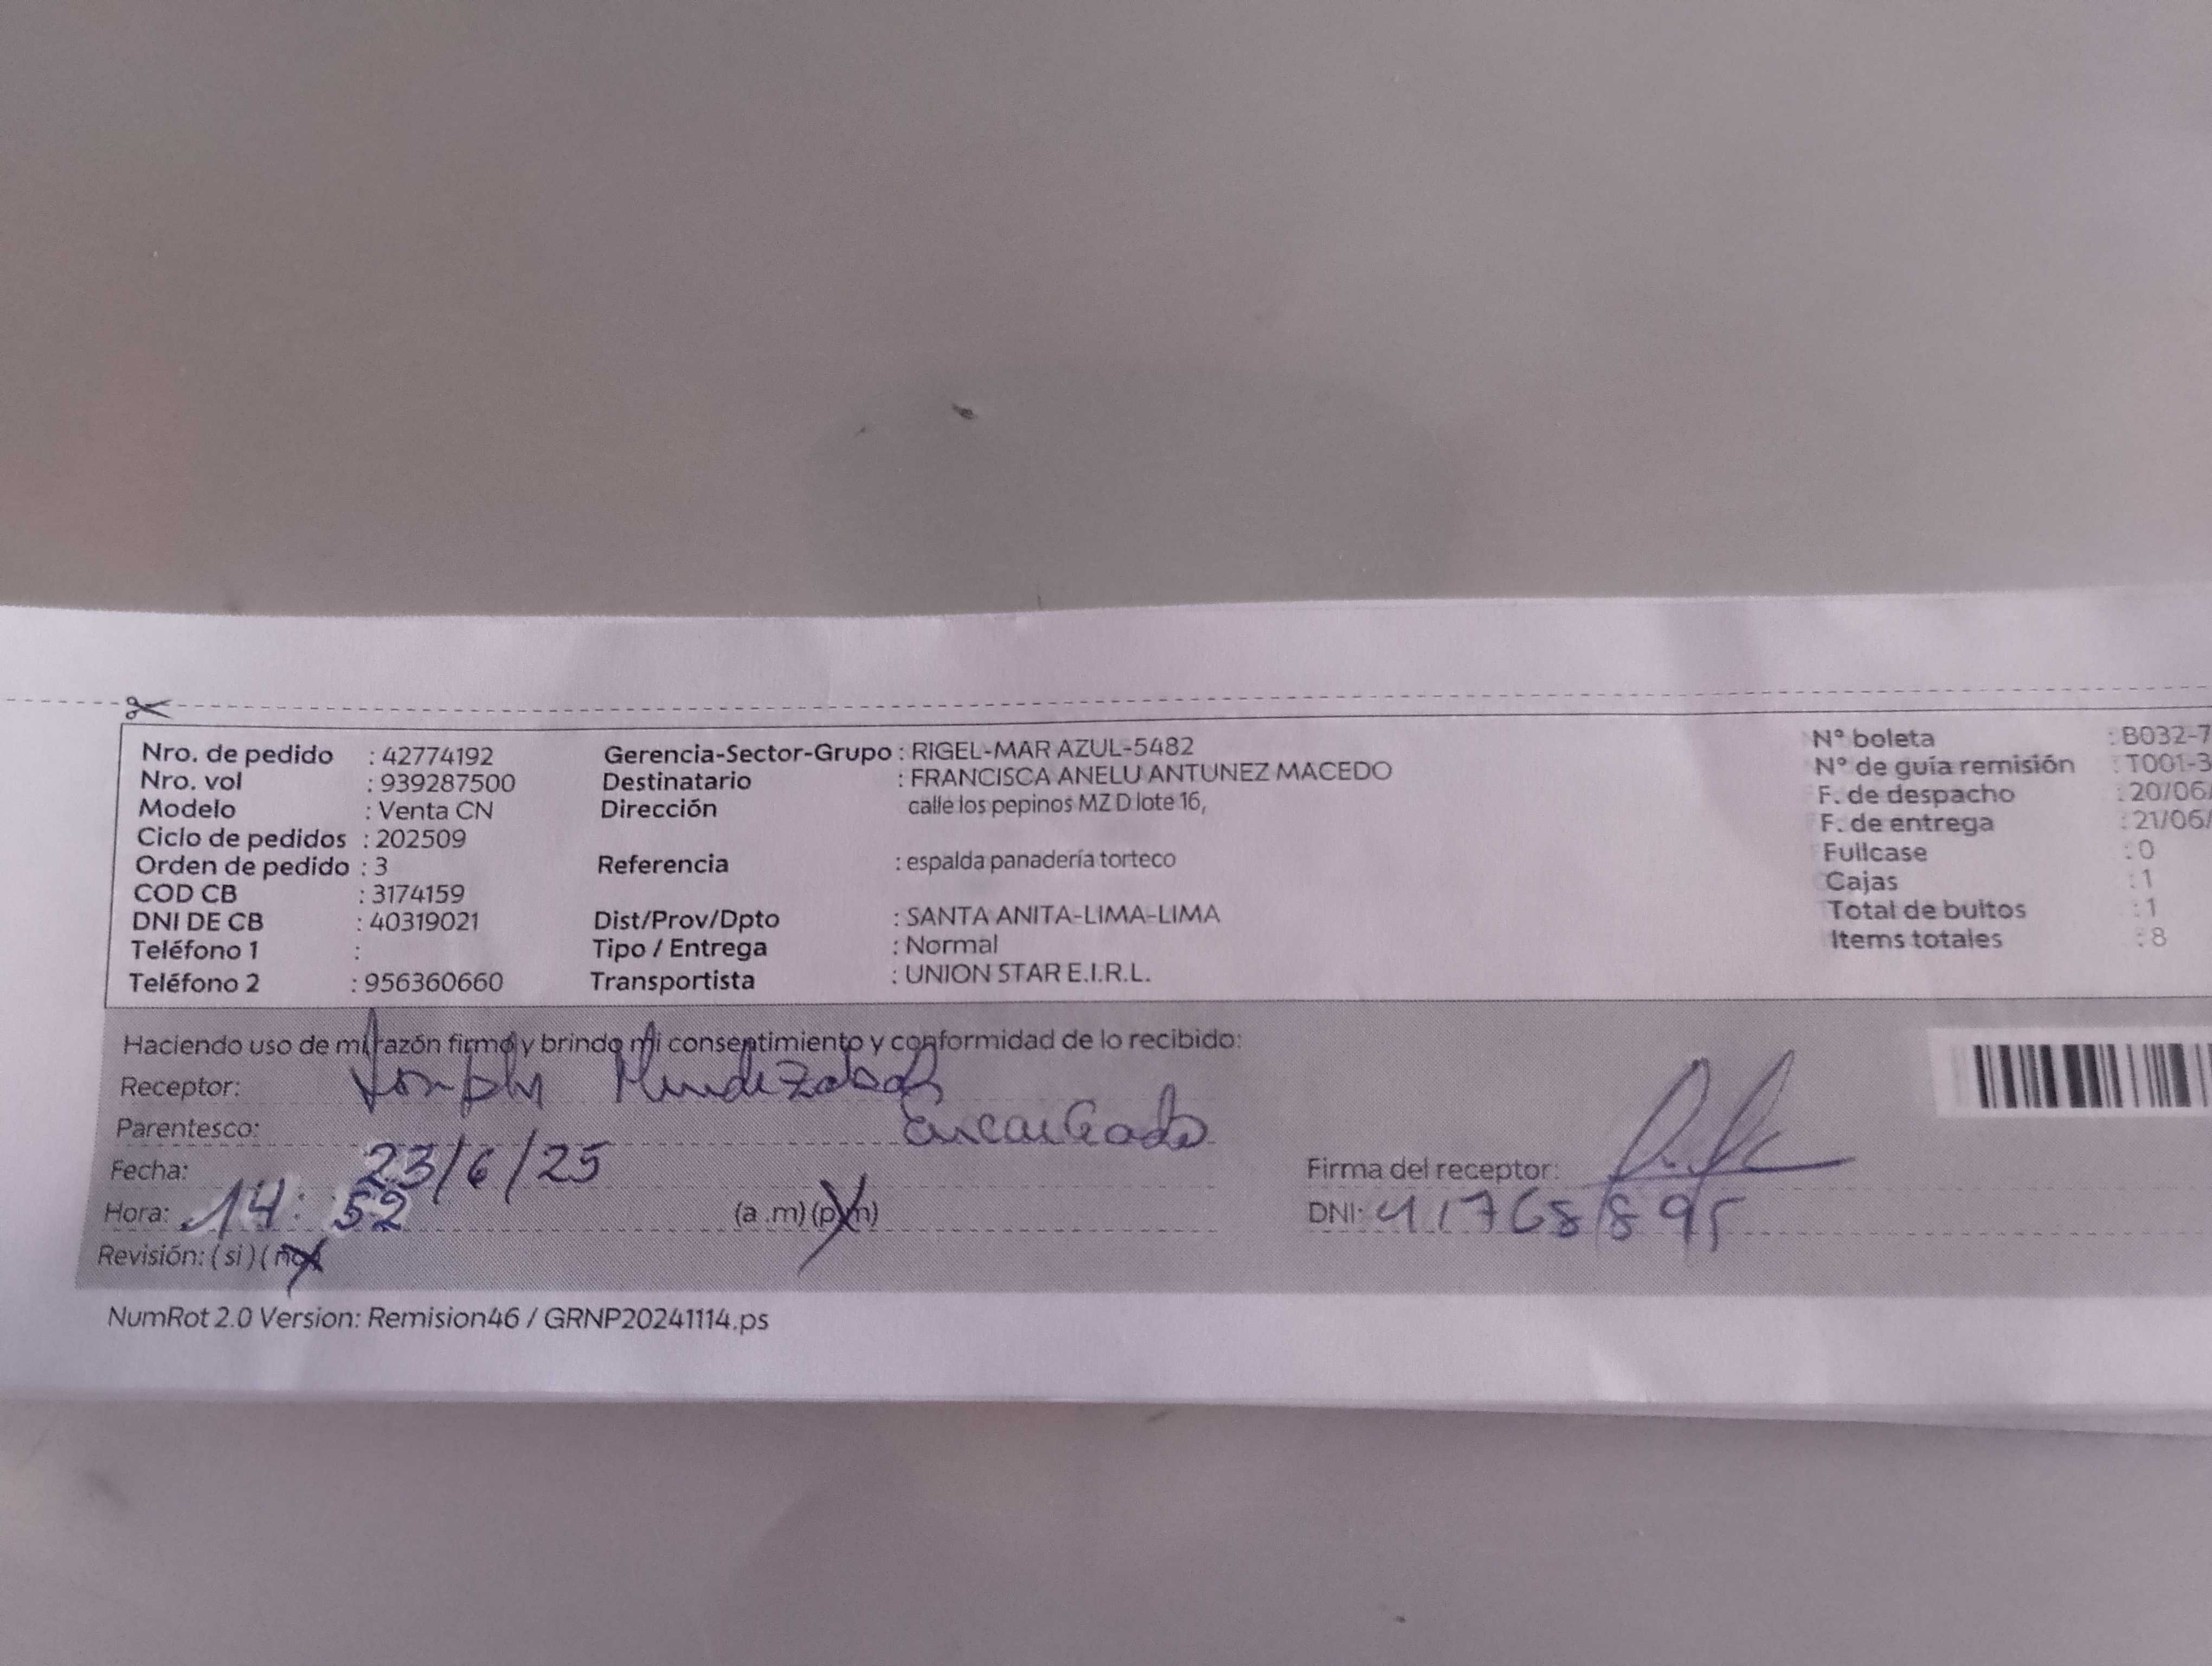 Nro. de pedido : 42774192 Gerencia-Sector-Grupo : RIGEL-MAR AZUL-5482 N° boleta : B032-7
Nro. vol : 939287500 Destinatario : FRANCISCA ANELU ANTUNEZ MACEDO N° de guía remisión : T001-3
Modelo : Venta CN Dirección calle los pepinos MZ D lote 16, F. de despacho : 20/06/
Ciclo de pedidos : 202509 F. de entrega : 21/06/
Orden de pedido : 3 Referencia : espalda panadería torteco Fullcase : 0
COD CB : 3174159 Cajas : 1
DNI DE CB : 40319021 Dist/Prov/Dpto : SANTA ANITA-LIMA-LIMA Total de bultos : 1
Teléfono 1 : Tipo / Entrega : Normal Items totales : 8
Teléfono 2 : 956360660 Transportista : UNION STAR E.I.R.L.
Haciendo uso de mi razón firmo y brindo mi consentimiento y conformidad de lo recibido:
Receptor: Mendizabal
Parentesco: Encargado
Fecha: 23/6/25 Firma del receptor:
Hora: 14:52 (a .m) (p.m) DNI:
Revisión: ( si ) ( no )
NumRot 2.0 Version: Remision46 / GRNP20241114.ps